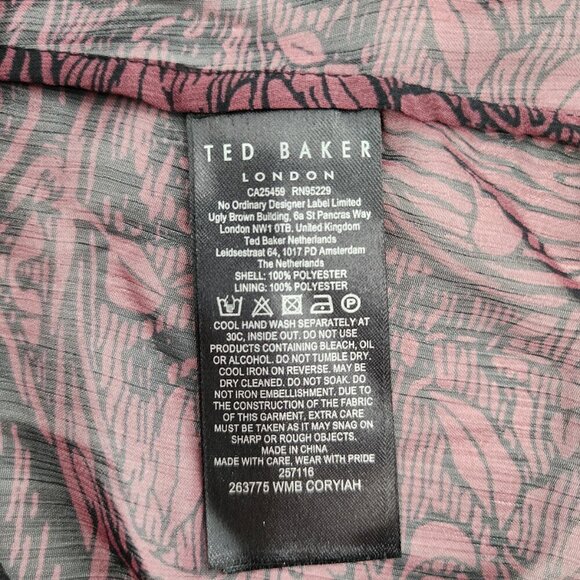 TED BAKER
LONDON
CA25459 RN95229
No Ordinary Designer Label Limited
Ugly Brown Building, 6a St Pancras Way
London NW1 0TB, United Kingdom
Ted Baker Netherlands
Leidsestraat 64, 1017 PD Amsterdam
The Netherlands
SHELL: 100% POLYESTER
LINING: 100% POLYESTER
P
COOL HAND WASH SEPARATELY AT
30C, INSIDE OUT. DO NOT USE
PRODUCTS CONTAINING BLEACH, OIL
OR ALCOHOL. DO NOT TUMBLE DRY.
COOL IRON ON REVERSE. MAY BE
DRY CLEANED. DO NOT SOAK. DO
NOT IRON EMBELLISHMENT. DUE TO
THE CONSTRUCTION OF THE FABRIC
OF THIS GARMENT, EXTRA CARE
MUST BE TAKEN AS IT MAY SNAG ON
SHARP OR ROUGH OBJECTS.
MADE IN CHINA
MADE WITH CARE, WEAR WITH PRIDE
257116
263775 WMB CORYIAH